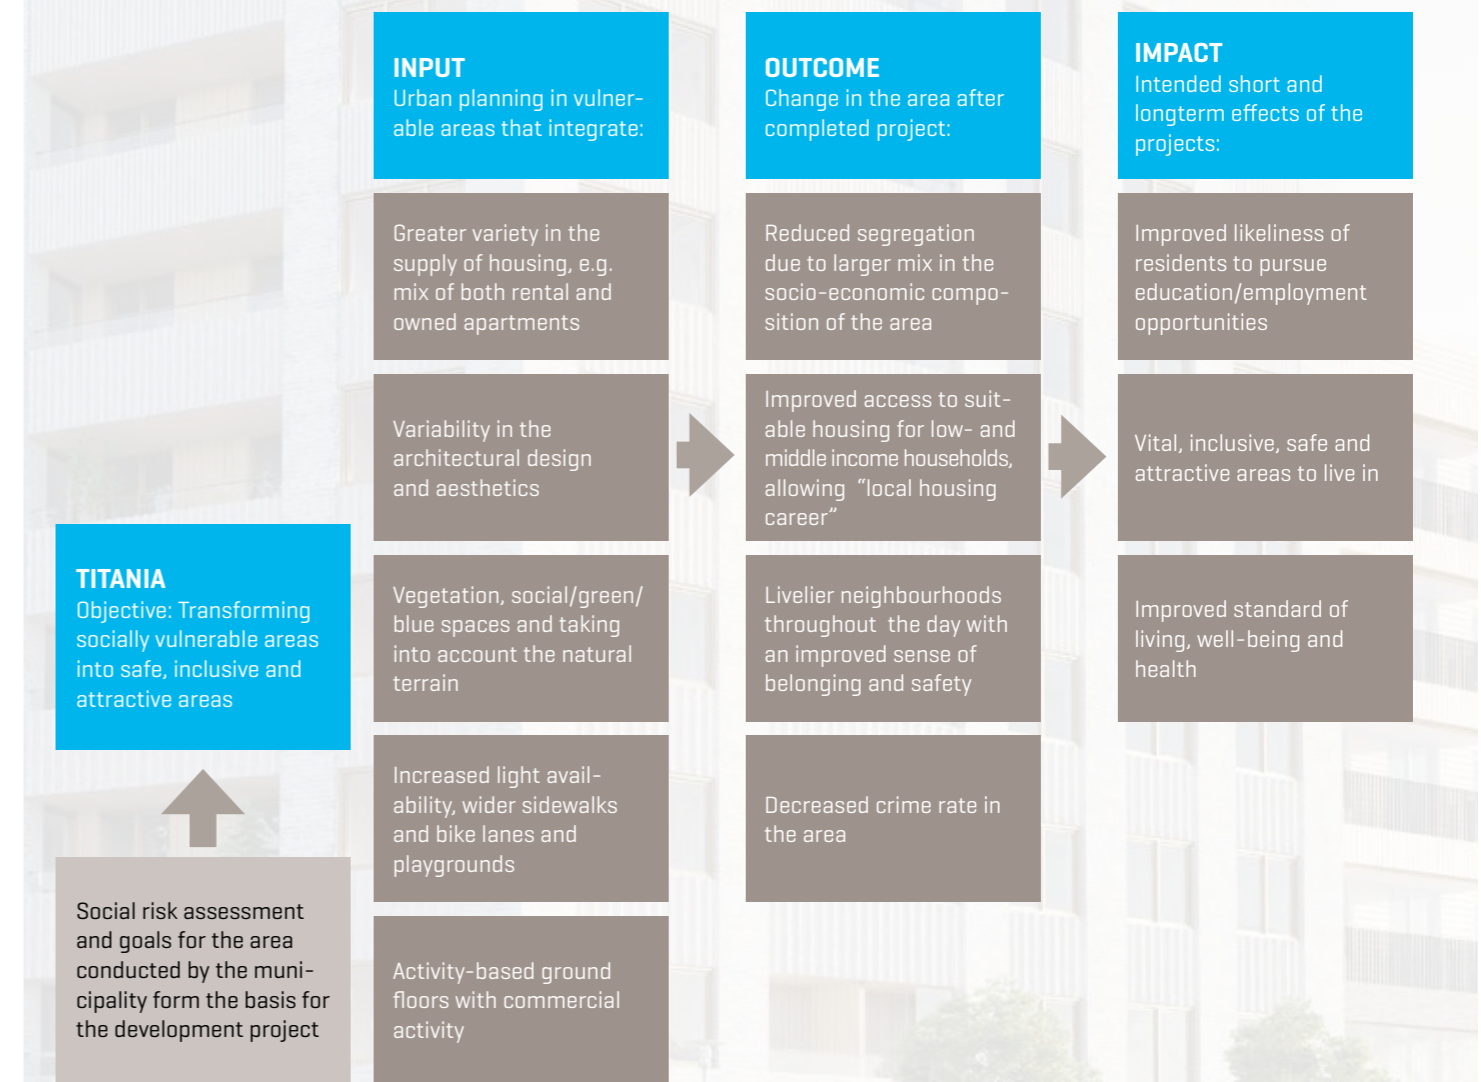 INPUT
Urban planning in vulner-
able areas that integrate:
Greater variety in the
supply of housing, e.g.
mix of both rental and
owned apartments
Variability in the
architectural design
and aesthetics
Vegetation, social/green/
blue spaces and taking
into account the natural
terrain
Increased light avail-
ability, wider sidewalks
and bike lanes and
playgrounds
Activity-based ground
floors with commercial
activity
OUTCOME
Change in the area after
completed project:
Reduced segregation
due to larger mix in the
socio-economic compo-
sition of the area
Improved access to suit-
able housing for low- and
middle income households,
allowing “local housing
career”
Livelier neighbourhoods
throughout the day with
an improved sense of
belonging and safety
Decreased crime rate in
the area
IMPACT
Intended short and
longterm effects of the
projects:
Improved likeliness of
residents to pursue
education/employment
opportunities
Vital, inclusive, safe and
attractive areas to live in
Improved standard of
living, well-being and
health
TITANIA
Objective: Transforming
socially vulnerable areas
into safe, inclusive and
attractive areas
Social risk assessment
and goals for the area
conducted by the muni-
cipality form the basis for
the development project